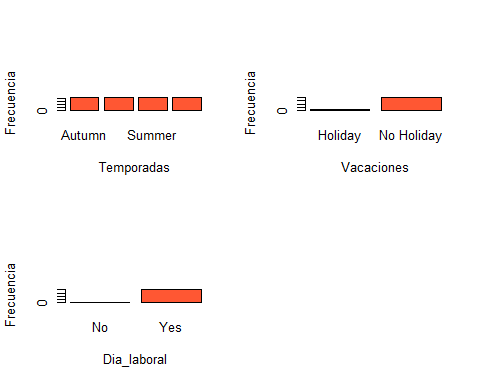 Frecuencia
0
Autumn Summer
Temporadas
Frecuencia
0
Holiday No Holiday
Vacaciones
Frecuencia
0
No Yes
Dia_laboral